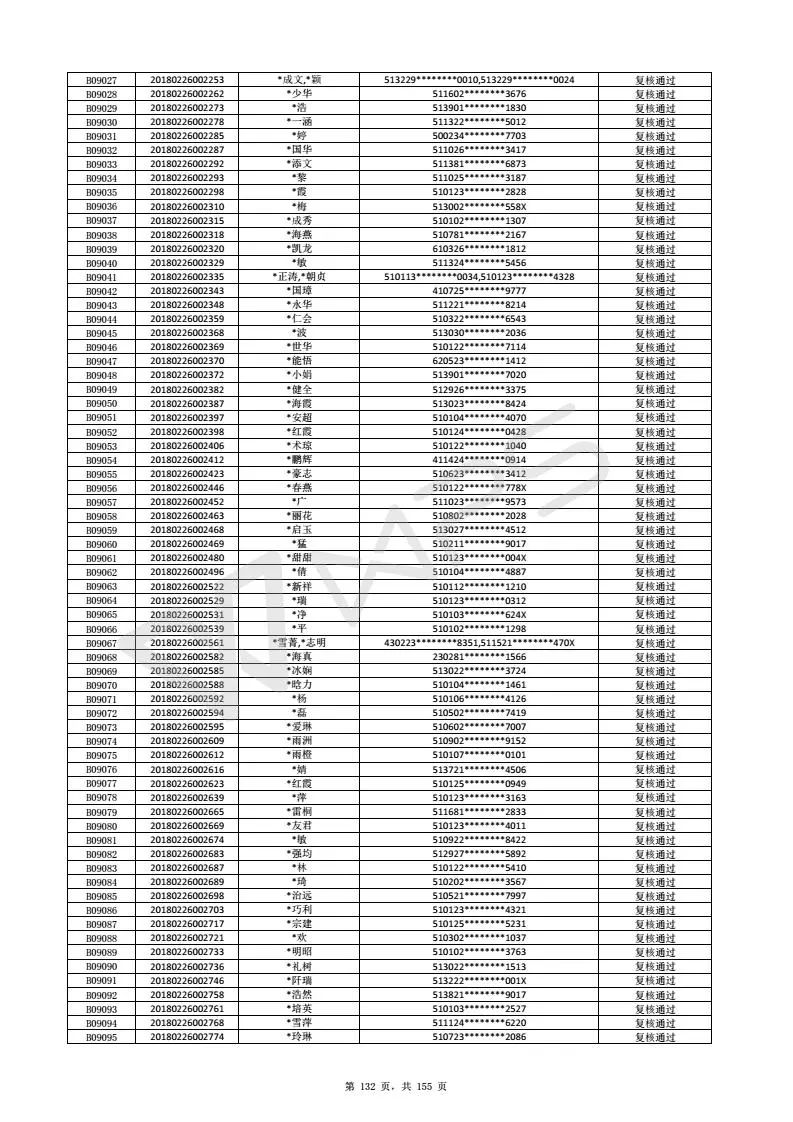 B09027 20180226002253 *成文,*颖 513229********0010,513229********0024 复核通过
B09028 20180226002262 *少华 511602********3676 复核通过
B09029 20180226002273 *浩 513901********1830 复核通过
B09030 20180226002278 *一涵 511322********5012 复核通过
B09031 20180226002285 *婷 500234********7703 复核通过
B09032 20180226002287 *国华 511026********3417 复核通过
B09033 20180226002292 *添文 511381********6873 复核通过
B09034 20180226002293 *黎 511025********3187 复核通过
B09035 20180226002298 *霞 510123********2828 复核通过
B09036 20180226002310 *梅 513002********558X 复核通过
B09037 20180226002315 *成秀 510102********1307 复核通过
B09038 20180226002318 *海燕 510781********2167 复核通过
B09039 20180226002320 *凯龙 610326********1812 复核通过
B09040 20180226002329 *敏 511324********5456 复核通过
B09041 20180226002335 *正涛,*朝贞 510113********0034,510123********4328 复核通过
B09042 20180226002343 *国璋 410725********9777 复核通过
B09043 20180226002348 *永华 511221********8214 复核通过
B09044 20180226002359 *仁会 510322********6543 复核通过
B09045 20180226002368 *波 513030********2036 复核通过
B09046 20180226002369 *世华 510122********7114 复核通过
B09047 20180226002370 *能悟 620523********1412 复核通过
B09048 20180226002372 *小娟 513901********7020 复核通过
B09049 20180226002382 *健全 512926********3375 复核通过
B09050 20180226002387 *海霞 513023********8424 复核通过
B09051 20180226002397 *安超 510104********4070 复核通过
B09052 20180226002398 *红霞 510124********0428 复核通过
B09053 20180226002406 *术琼 510122********1040 复核通过
B09054 20180226002412 *鹏辉 411424********0914 复核通过
B09055 20180226002423 *豪志 510623********3412 复核通过
B09056 20180226002446 *春燕 510122********778X 复核通过
B09057 20180226002452 *广 511023********9573 复核通过
B09058 20180226002463 *丽花 510802********2028 复核通过
B09059 20180226002468 *启玉 513027********4512 复核通过
B09060 20180226002469 *猛 510211********9017 复核通过
B09061 20180226002480 *甜甜 510123********004X 复核通过
B09062 20180226002496 *倩 510104********4887 复核通过
B09063 20180226002522 *新祥 510112********1210 复核通过
B09064 20180226002529 *瑞 510123********0312 复核通过
B09065 20180226002531 *净 510103********624X 复核通过
B09066 20180226002539 *平 510102********1298 复核通过
B09067 20180226002561 *雪菁,*志明 430223********8351,511521********470X 复核通过
B09068 20180226002582 *海真 230281********1566 复核通过
B09069 20180226002585 *冰娴 513022********3724 复核通过
B09070 20180226002588 *晗力 510104********1461 复核通过
B09071 20180226002592 *杨 510106********4126 复核通过
B09072 20180226002594 *磊 510502********7419 复核通过
B09073 20180226002595 *爱琳 510602********7007 复核通过
B09074 20180226002609 *雨洲 510902********9152 复核通过
B09075 20180226002612 *雨橙 510107********0101 复核通过
B09076 20180226002616 *婧 513721********4506 复核通过
B09077 20180226002623 *红霞 510125********0949 复核通过
B09078 20180226002639 *萍 510123********3163 复核通过
B09079 20180226002665 *雷桐 511681********2833 复核通过
B09080 20180226002669 *友君 510123********4011 复核通过
B09081 20180226002674 *敏 510922********8422 复核通过
B09082 20180226002683 *强均 512927********5892 复核通过
B09083 20180226002687 *林 510122********5410 复核通过
B09084 20180226002689 *琦 510202********3567 复核通过
B09085 20180226002698 *治远 510521********7997 复核通过
B09086 20180226002703 *巧利 510123********4321 复核通过
B09087 20180226002717 *宗建 510125********5231 复核通过
B09088 20180226002721 *欢 510302********1037 复核通过
B09089 20180226002733 *明昭 510102********3763 复核通过
B09090 20180226002736 *礼树 513022********1513 复核通过
B09091 20180226002746 *阡瑞 513222********001X 复核通过
B09092 20180226002758 *浩然 513821********9017 复核通过
B09093 20180226002761 *培英 510103********2527 复核通过
B09094 20180226002768 *雪萍 511124********6220 复核通过
B09095 20180226002774 *玲琳 510723********2086 复核通过
WPS
第 132 页，共 155 页